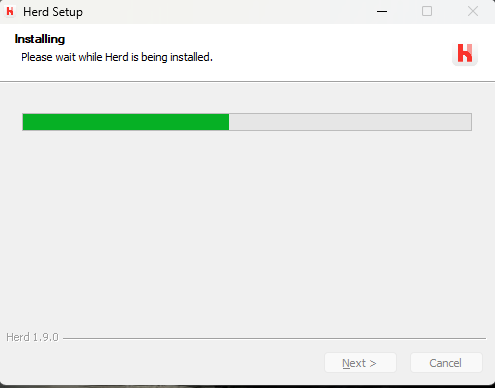 Herd Setup
Installing
Please wait while Herd is being installed.
Herd 1.9.0
Next >
Cancel